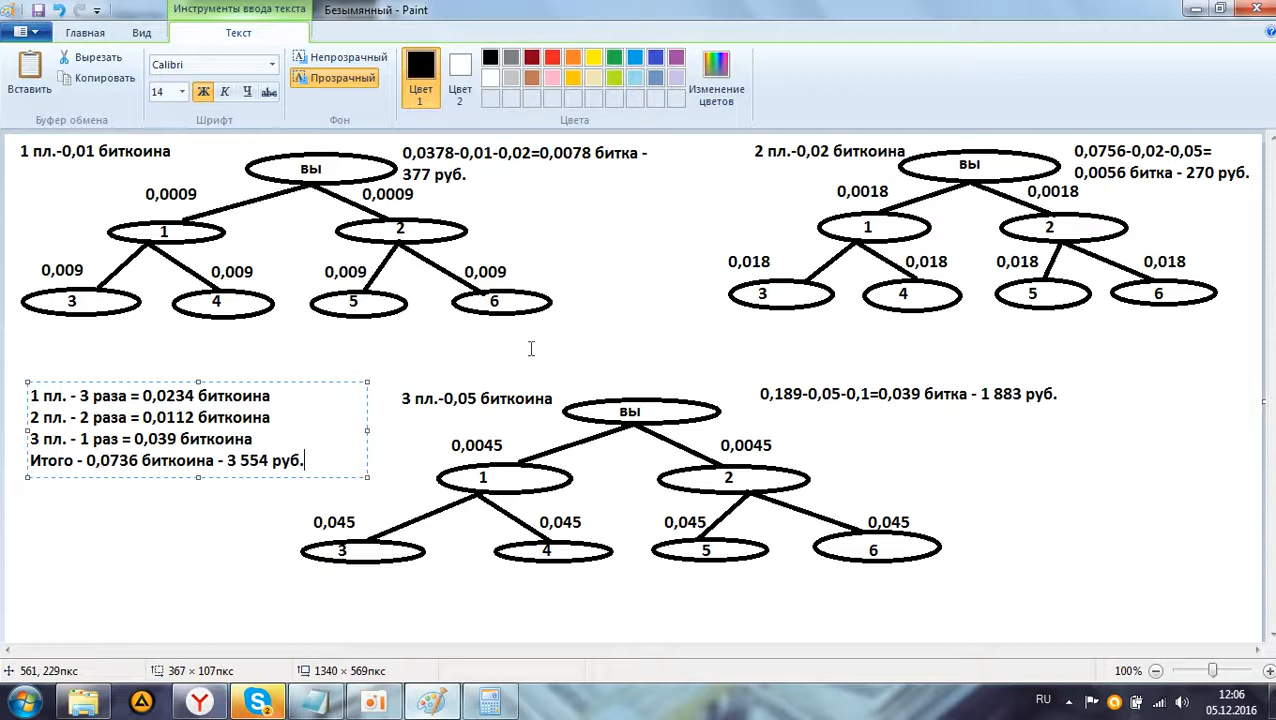 Инструменты ввода текста
Безымянный - Paint
Главная
Вид
Текст
Вставить
Вырезать
Копировать
Буфер обмена
Calibri
14
Ж К Ч abc
Шрифт
Непрозрачный
Прозрачный
Фон
Цвет 1
Цвет 2
Изменение цветов
Цвета
1 пл.-0,01 биткоина
вы
0,0378-0,01-0,02=0,0078 битка -
377 руб.
0,0009
0,0009
1
2
0,009
0,009
0,009
0,009
3
4
5
6
2 пл.-0,02 биткоина
вы
0,0756-0,02-0,05=
0,0056 битка - 270 руб.
0,0018
0,0018
1
2
0,018
0,018
0,018
0,018
3
4
5
6
1 пл. - 3 раза = 0,0234 биткоина
2 пл. - 2 раза = 0,0112 биткоина
3 пл. - 1 раз = 0,039 биткоина
Итого - 0,0736 биткоина - 3 554 руб.
3 пл.-0,05 биткоина
вы
0,189-0,05-0,1=0,039 битка - 1 883 руб.
0,0045
0,0045
1
2
0,045
0,045
0,045
0,045
3
4
5
6
561, 229пкс
367 × 107пкс
1340 × 569пкс
100%
RU
12:06
05.12.2016